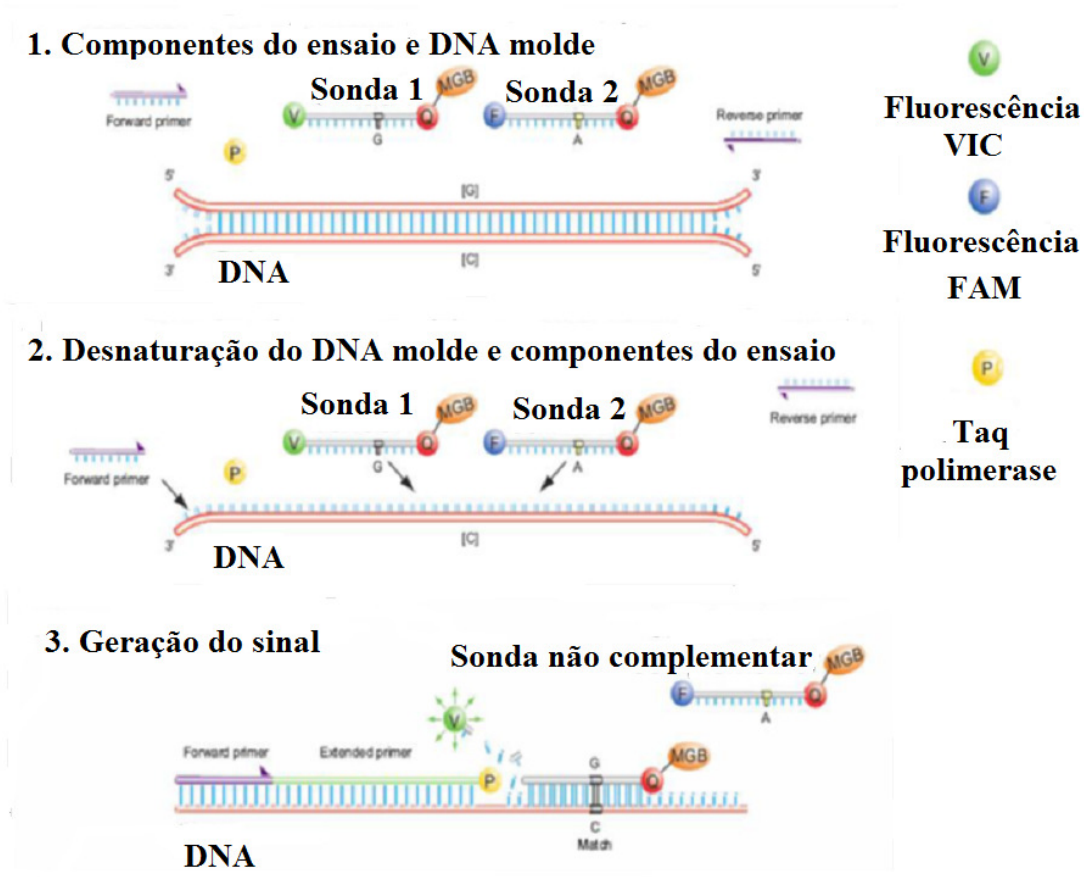 1. Componentes do ensaio e DNA molde
Forward primer
P
V
Sonda 1
G
Q
MGB
F
Sonda 2
A
Q
MGB
Reverse primer
5'
3'
[G]
[C]
3'
5'
DNA
V
Fluorescência
VIC
F
Fluorescência
FAM
P
Taq
polimerase
2. Desnaturação do DNA molde e componentes do ensaio
Forward primer
P
V
Sonda 1
G
Q
MGB
F
Sonda 2
A
Q
MGB
Reverse primer
3'
DNA
[C]
5'
3. Geração do sinal
Sonda não complementar
MGB
F
A
Q
V
Forward primer
Extended primer
P
G
Q
MGB
C
Match
DNA